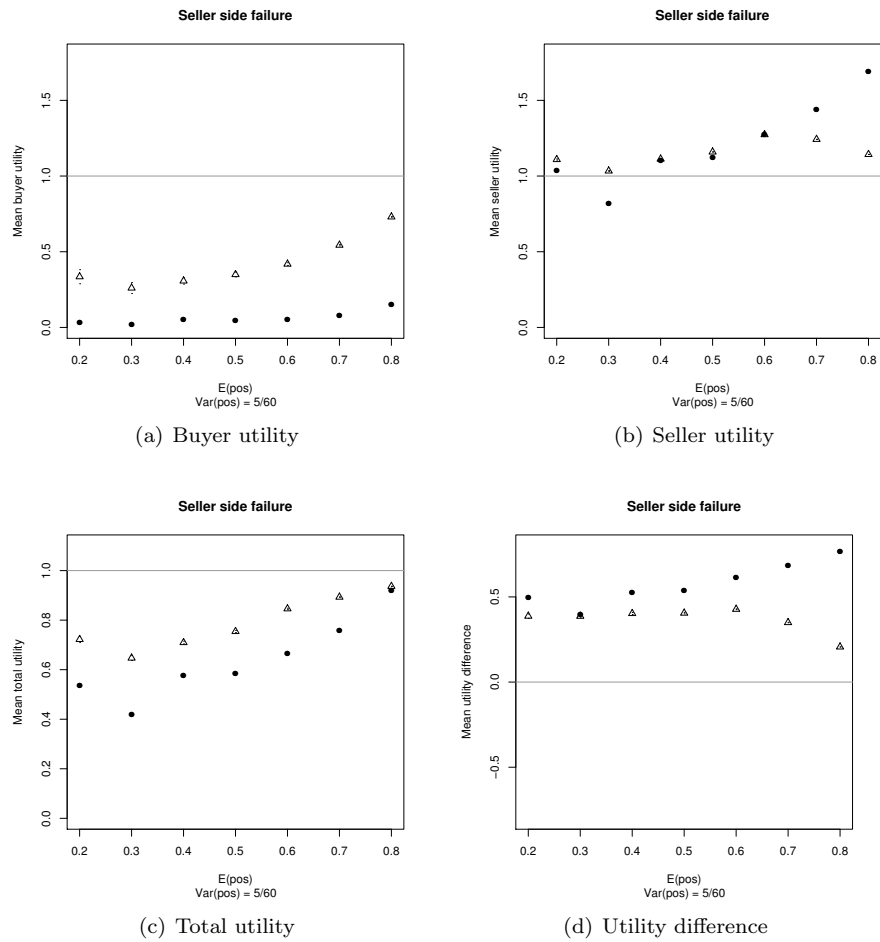 Seller side failure
Mean buyer utility
0.0
0.5
1.0
1.5
0.2 0.3 0.4 0.5 0.6 0.7 0.8
E(pos)
Var(pos) = 5/60
(a) Buyer utility
Seller side failure
Mean seller utility
0.0
0.5
1.0
1.5
0.2 0.3 0.4 0.5 0.6 0.7 0.8
E(pos)
Var(pos) = 5/60
(b) Seller utility
Seller side failure
Mean total utility
0.0
0.2
0.4
0.6
0.8
1.0
0.2 0.3 0.4 0.5 0.6 0.7 0.8
E(pos)
Var(pos) = 5/60
(c) Total utility
Seller side failure
Mean utility difference
−0.5
0.0
0.5
0.2 0.3 0.4 0.5 0.6 0.7 0.8
E(pos)
Var(pos) = 5/60
(d) Utility difference